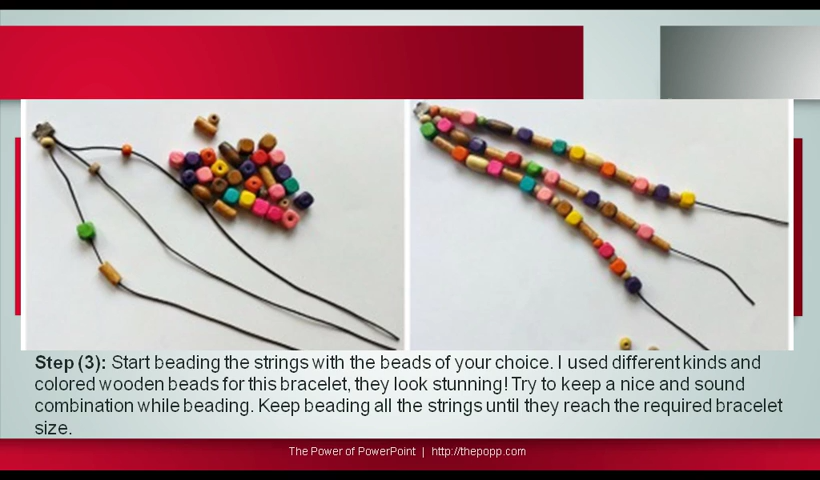 Step (3): Start beading the strings with the beads of your choice. I used different kinds and
colored wooden beads for this bracelet, they look stunning! Try to keep a nice and sound
combination while beading. Keep beading all the strings until they reach the required bracelet
size.
The Power of PowerPoint | http://thepopp.com